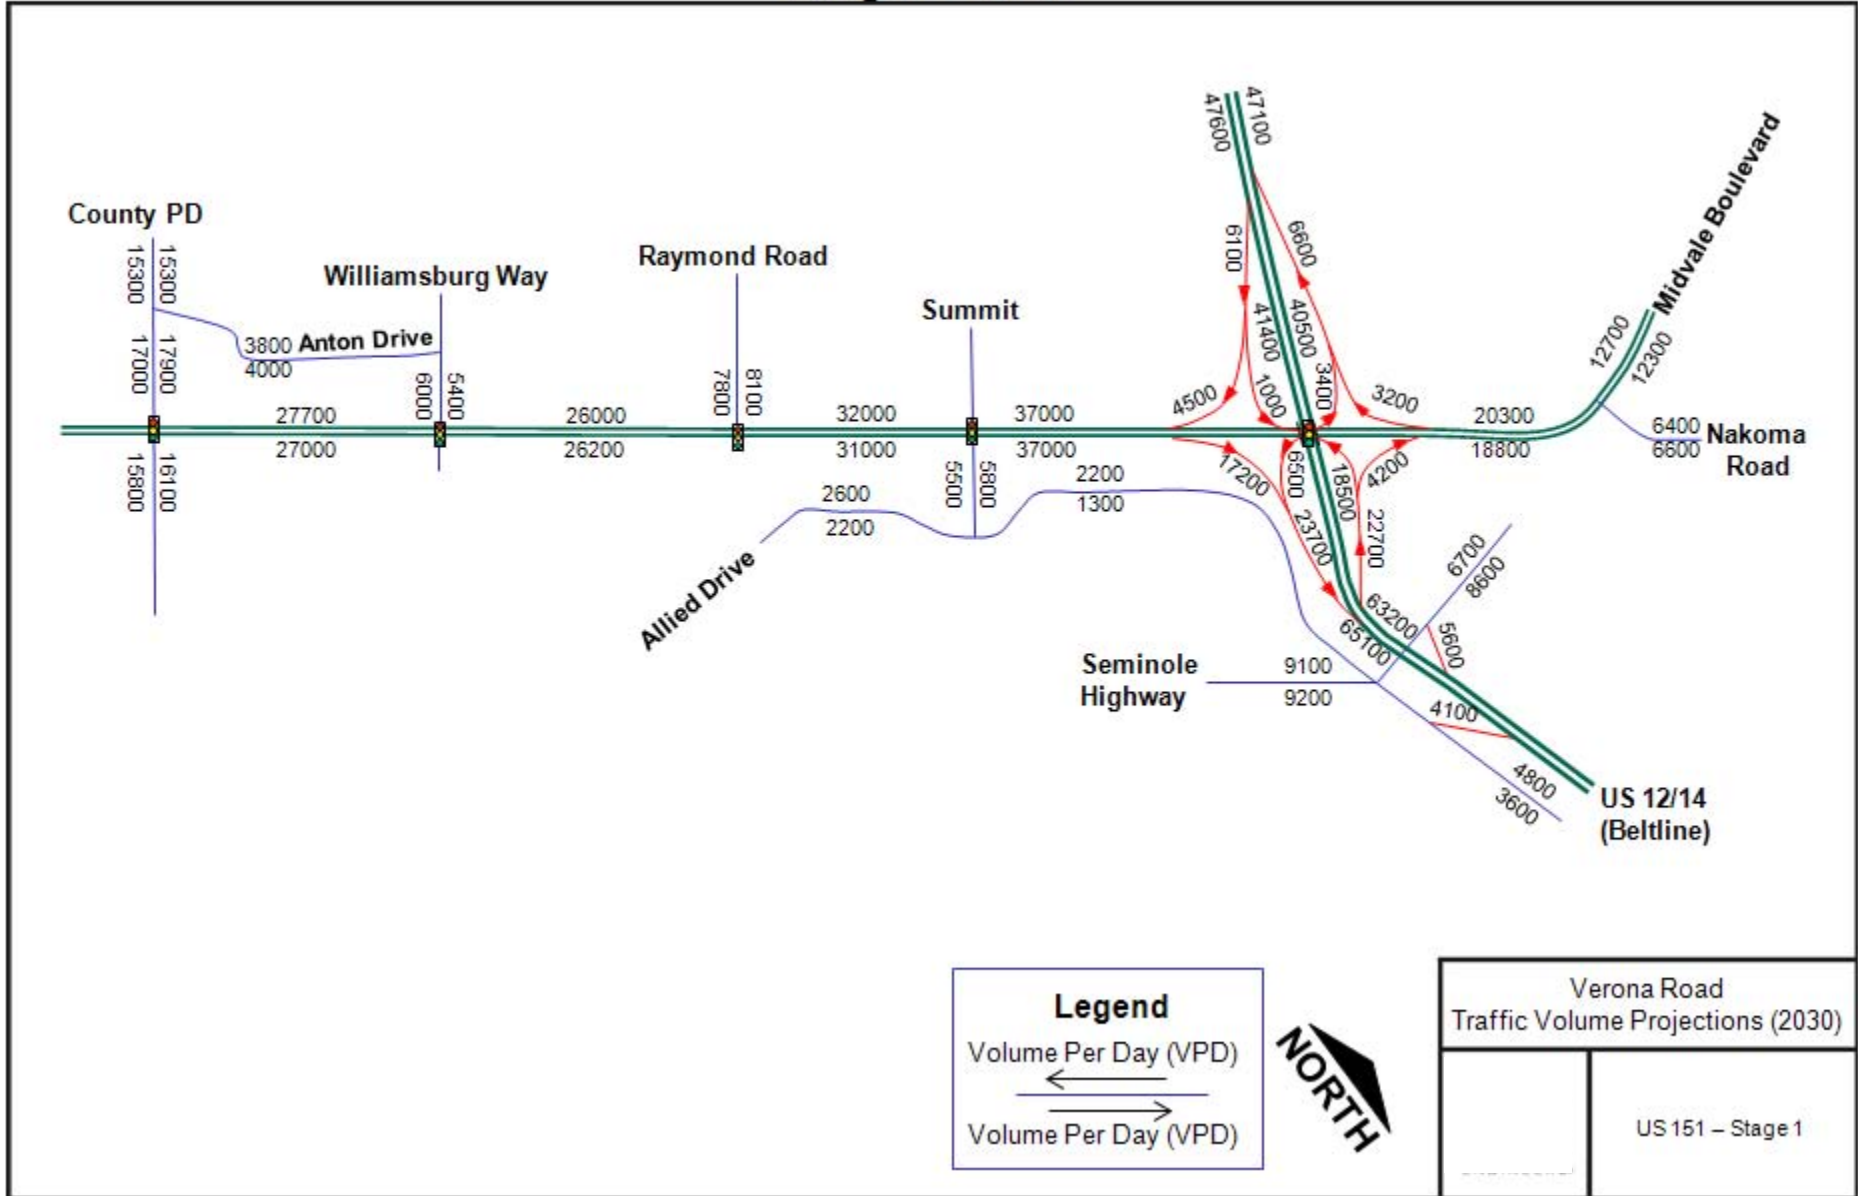 47600
47100
Midvale Boulevard
County PD
15300
15300
Williamsburg Way
Raymond Road
Summit
6100
6600
3800
Anton Drive
4000
17000
17900
41400
40500
12700
12300
6000
5400
7800
8100
4500
1000
3400
3200
27700
26000
32000
37000
20300
27000
26200
31000
37000
18800
6400
6600
Nakoma
Road
15800
16100
5500
5800
17200
6500
18500
4200
2600
2200
2200
1300
23700
22700
Allied Drive
6700
8600
63200
65100
5600
Seminole
Highway
9100
9200
4100
4800
3600
US 12/14
(Beltline)
Legend
Volume Per Day (VPD)
Volume Per Day (VPD)
NORTH
Verona Road
Traffic Volume Projections (2030)
US 151 – Stage 1